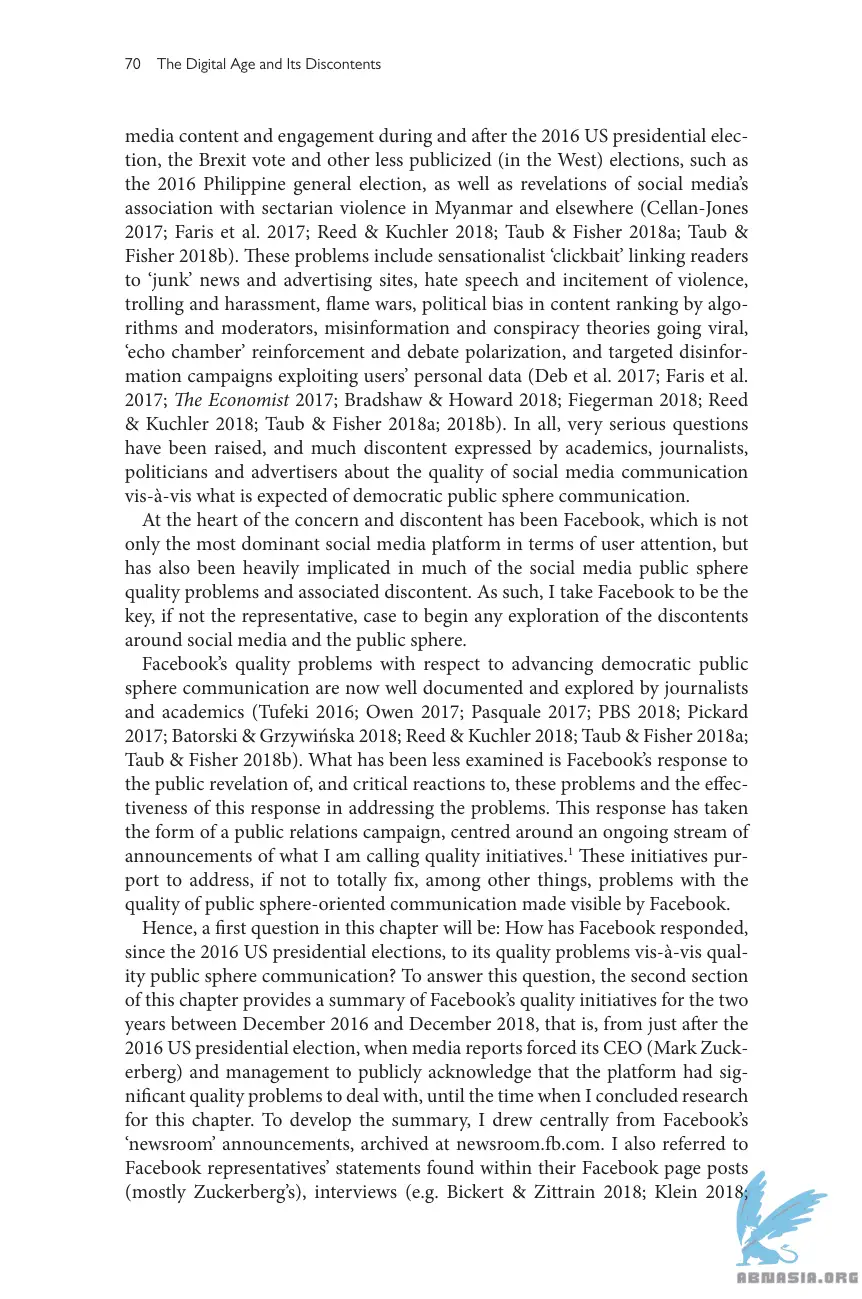 70 The Digital Age and Its Discontents
media content and engagement during and after the 2016 US presidential elec-
tion, the Brexit vote and other less publicized (in the West) elections, such as
the 2016 Philippine general election, as well as revelations of social media’s
association with sectarian violence in Myanmar and elsewhere (Cellan-Jones
2017; Faris et al. 2017; Reed & Kuchler 2018; Taub & Fisher 2018a; Taub &
Fisher 2018b). These problems include sensationalist ‘clickbait’ linking readers
to ‘junk’ news and advertising sites, hate speech and incitement of violence,
trolling and harassment, flame wars, political bias in content ranking by algo-
rithms and moderators, misinformation and conspiracy theories going viral,
‘echo chamber’ reinforcement and debate polarization, and targeted disinfor-
mation campaigns exploiting users’ personal data (Deb et al. 2017; Faris et al.
2017; The Economist 2017; Bradshaw & Howard 2018; Fiegerman 2018; Reed
& Kuchler 2018; Taub & Fisher 2018a; 2018b). In all, very serious questions
have been raised, and much discontent expressed by academics, journalists,
politicians and advertisers about the quality of social media communication
vis-à-vis what is expected of democratic public sphere communication.
At the heart of the concern and discontent has been Facebook, which is not
only the most dominant social media platform in terms of user attention, but
has also been heavily implicated in much of the social media public sphere
quality problems and associated discontent. As such, I take Facebook to be the
key, if not the representative, case to begin any exploration of the discontents
around social media and the public sphere.
Facebook’s quality problems with respect to advancing democratic public
sphere communication are now well documented and explored by journalists
and academics (Tufeki 2016; Owen 2017; Pasquale 2017; PBS 2018; Pickard
2017; Batorski & Grzywińska 2018; Reed & Kuchler 2018; Taub & Fisher 2018a;
Taub & Fisher 2018b). What has been less examined is Facebook’s response to
the public revelation of, and critical reactions to, these problems and the effec-
tiveness of this response in addressing the problems. This response has taken
the form of a public relations campaign, centred around an ongoing stream of
announcements of what I am calling quality initiatives.¹ These initiatives pur-
port to address, if not to totally fix, among other things, problems with the
quality of public sphere-oriented communication made visible by Facebook.
Hence, a first question in this chapter will be: How has Facebook responded,
since the 2016 US presidential elections, to its quality problems vis-à-vis qual-
ity public sphere communication? To answer this question, the second section
of this chapter provides a summary of Facebook’s quality initiatives for the two
years between December 2016 and December 2018, that is, from just after the
2016 US presidential election, when media reports forced its CEO (Mark Zuck-
erberg) and management to publicly acknowledge that the platform had sig-
nificant quality problems to deal with, until the time when I concluded research
for this chapter. To develop the summary, I drew centrally from Facebook’s
‘newsroom’ announcements, archived at newsroom.fb.com. I also referred to
Facebook representatives’ statements found within their Facebook page posts
(mostly Zuckerberg’s), interviews (e.g. Bickert & Zittrain 2018; Klein 2018;
ABNASIA.ORG